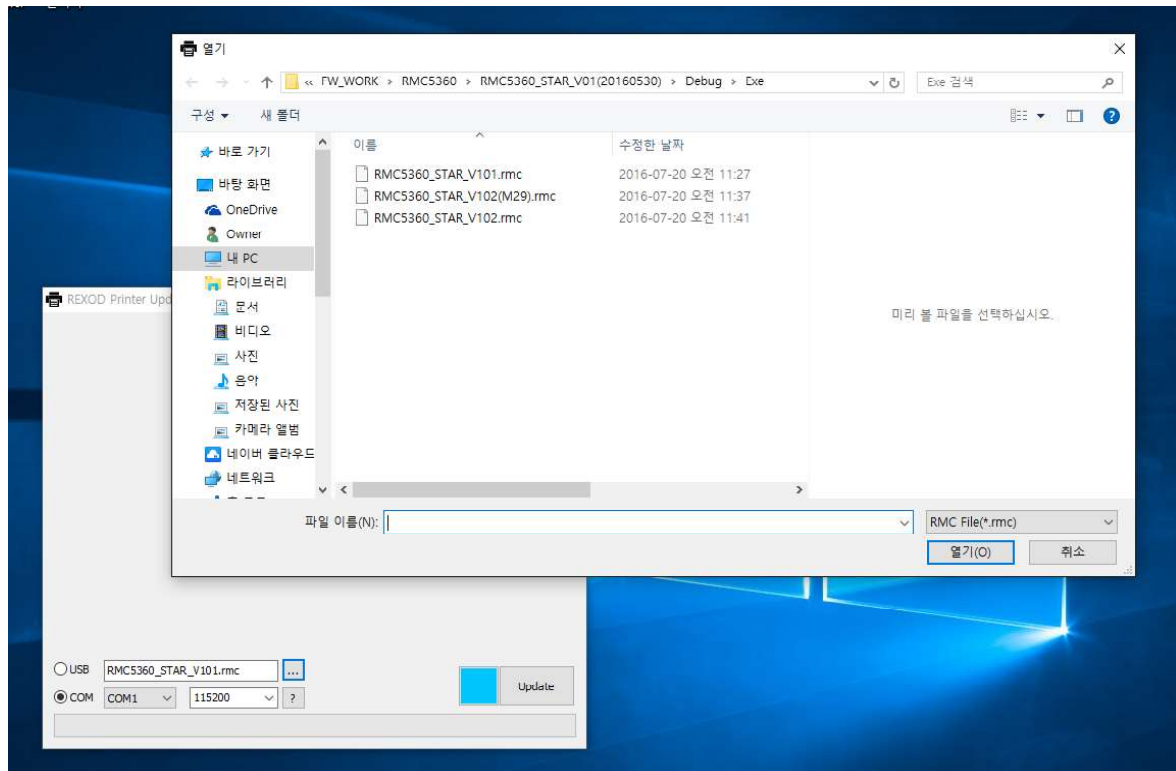 열기
« FW_WORK > RMC5360 > RMC5360_STAR_V01(20160530) > Debug > Exe
Exe 검색
구성 새 폴더
바로 가기
바탕 화면
OneDrive
Owner
내 PC
라이브러리
문서
비디오
사진
음악
저장된 사진
카메라 앨범
네이버 클라우드
네트워크
이름 수정한 날짜
RMC5360_STAR_V101.rmc 2016-07-20 오전 11:27
RMC5360_STAR_V102(M29).rmc 2016-07-20 오전 11:37
RMC5360_STAR_V102.rmc 2016-07-20 오전 11:41
미리 볼 파일을 선택하십시오.
파일 이름(N): RMC File(*.rmc)
열기(O) 취소
REXOD Printer Upd
USB RMC5360_STAR_V101.rmc ...
COM COM1 115200 ?
Update